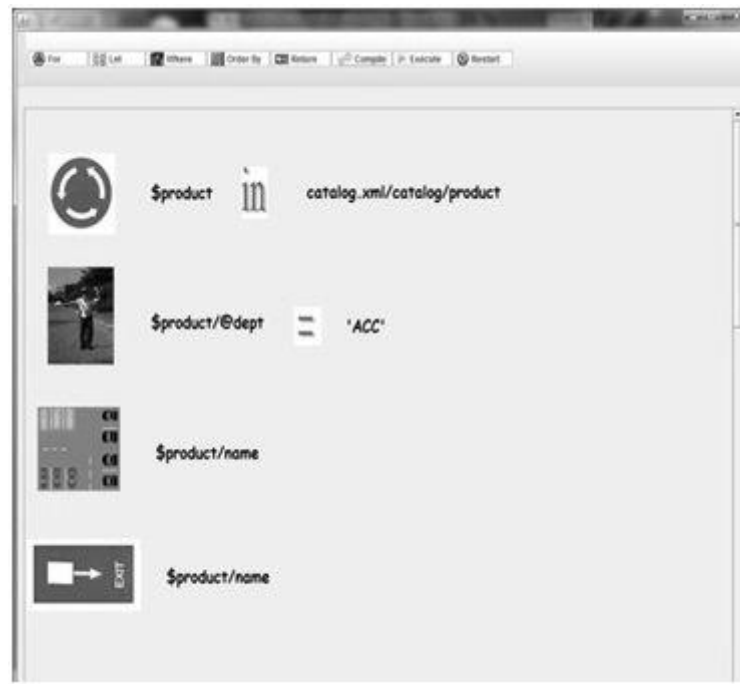 For Let Where Order By Return Compile Execute Restart
$product in catalog..xml/catalog/product
$product/@dept = 'ACC'
$product/name
EXIT $product/name